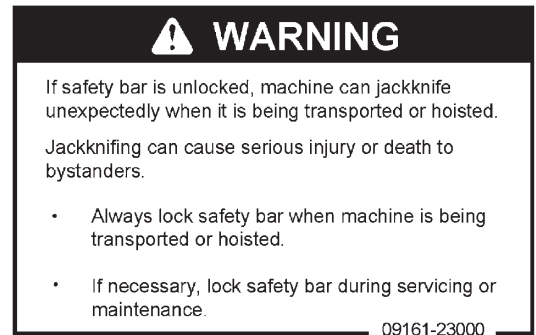 WARNING
If safety bar is unlocked, machine can jackknife
unexpectedly when it is being transported or hoisted.
Jackknifing can cause serious injury or death to
bystanders.
• Always lock safety bar when machine is being
transported or hoisted.
• If necessary, lock safety bar during servicing or
maintenance.
09161-23000